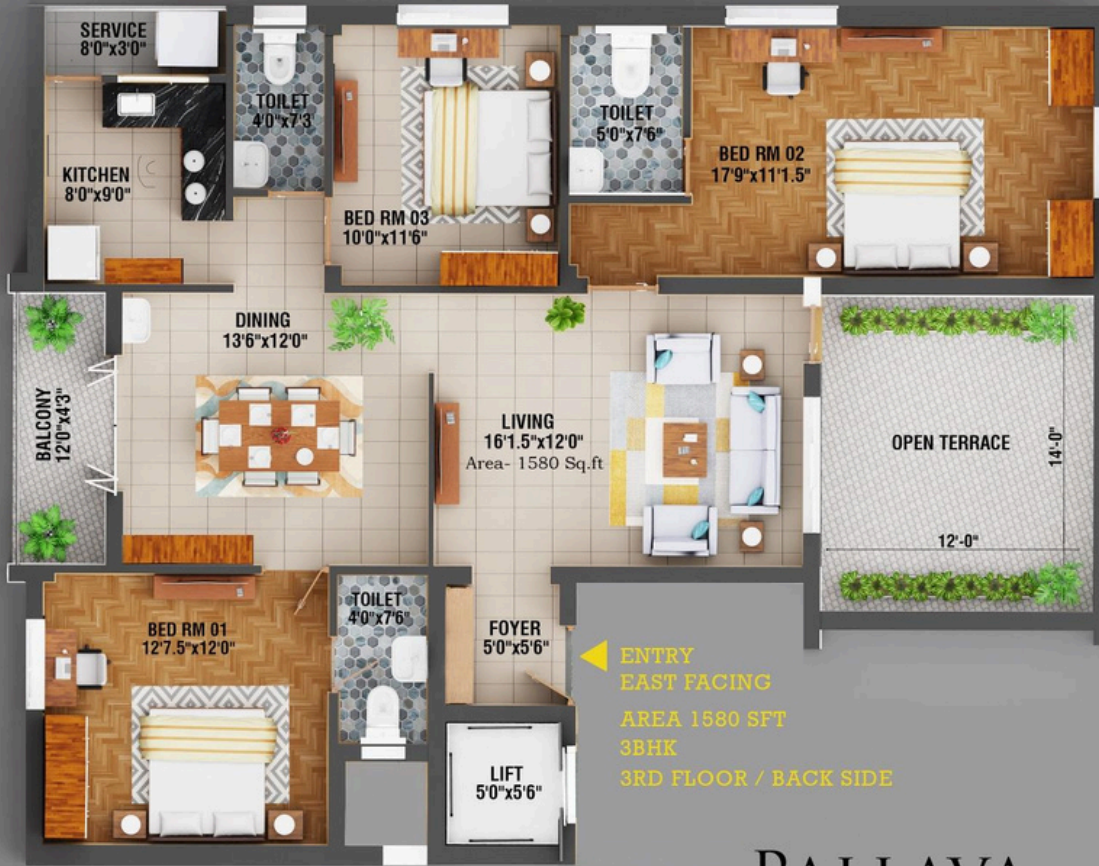 SERVICE
8'0"x3'0"
TOILET
4'0"x7'3
KITCHEN
8'0"x9'0"
BED RM 03
10'0"x11'6"
TOILET
5'0"x7'6"
BED RM 02
17'9"x11'1.5"
DINING
13'6"x12'0"
BALCONY
12'0"x4'3"
LIVING
16'1.5"x12'0"
Area- 1580 Sq.ft
OPEN TERRACE
14'-0"
12'-0"
BED RM 01
12'7.5"x12'0"
TOILET
4'0"x7'6"
FOYER
5'0"x5'6"
LIFT
5'0"x5'6"
ENTRY
EAST FACING
AREA 1580 SFT
3BHK
3RD FLOOR / BACK SIDE
PALLAVA